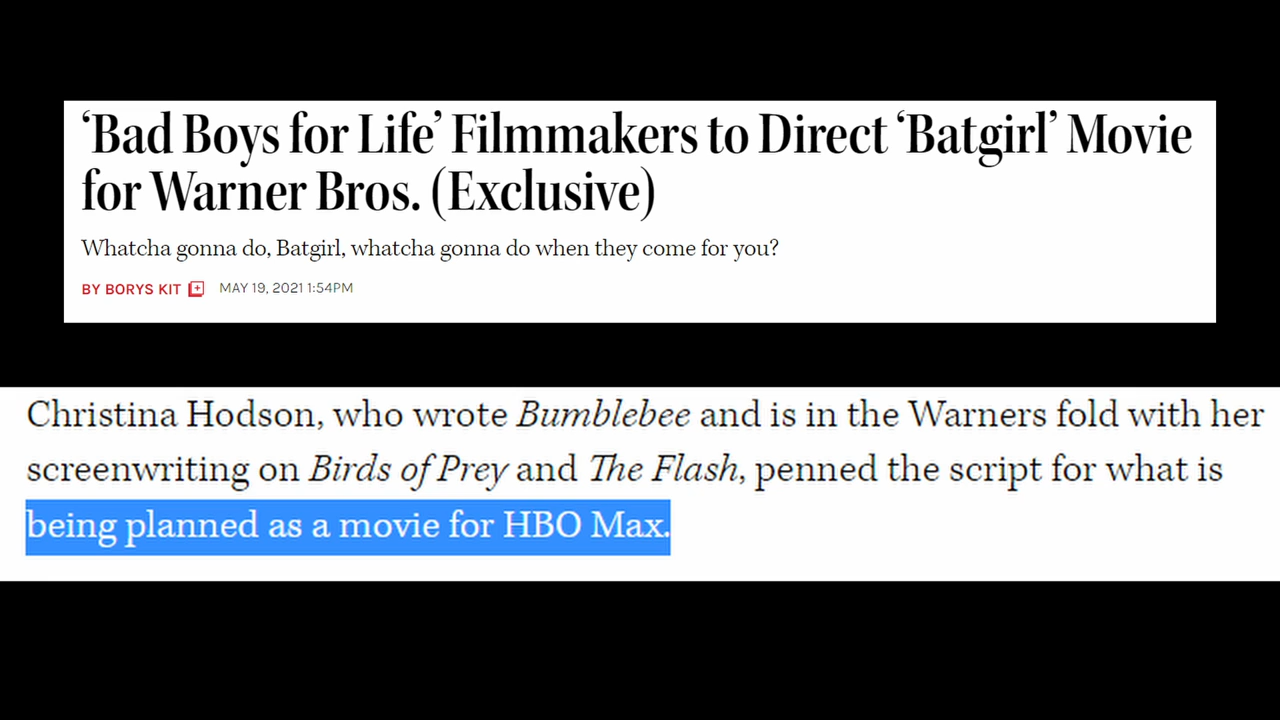 ‘Bad Boys for Life’ Filmmakers to Direct ‘Batgirl’ Movie
for Warner Bros. (Exclusive)
Whatcha gonna do, Batgirl, whatcha gonna do when they come for you?
BY BORYS KIT MAY 19, 2021 1:54PM
Christina Hodson, who wrote Bumblebee and is in the Warners fold with her
screenwriting on Birds of Prey and The Flash, penned the script for what is
being planned as a movie for HBO Max.